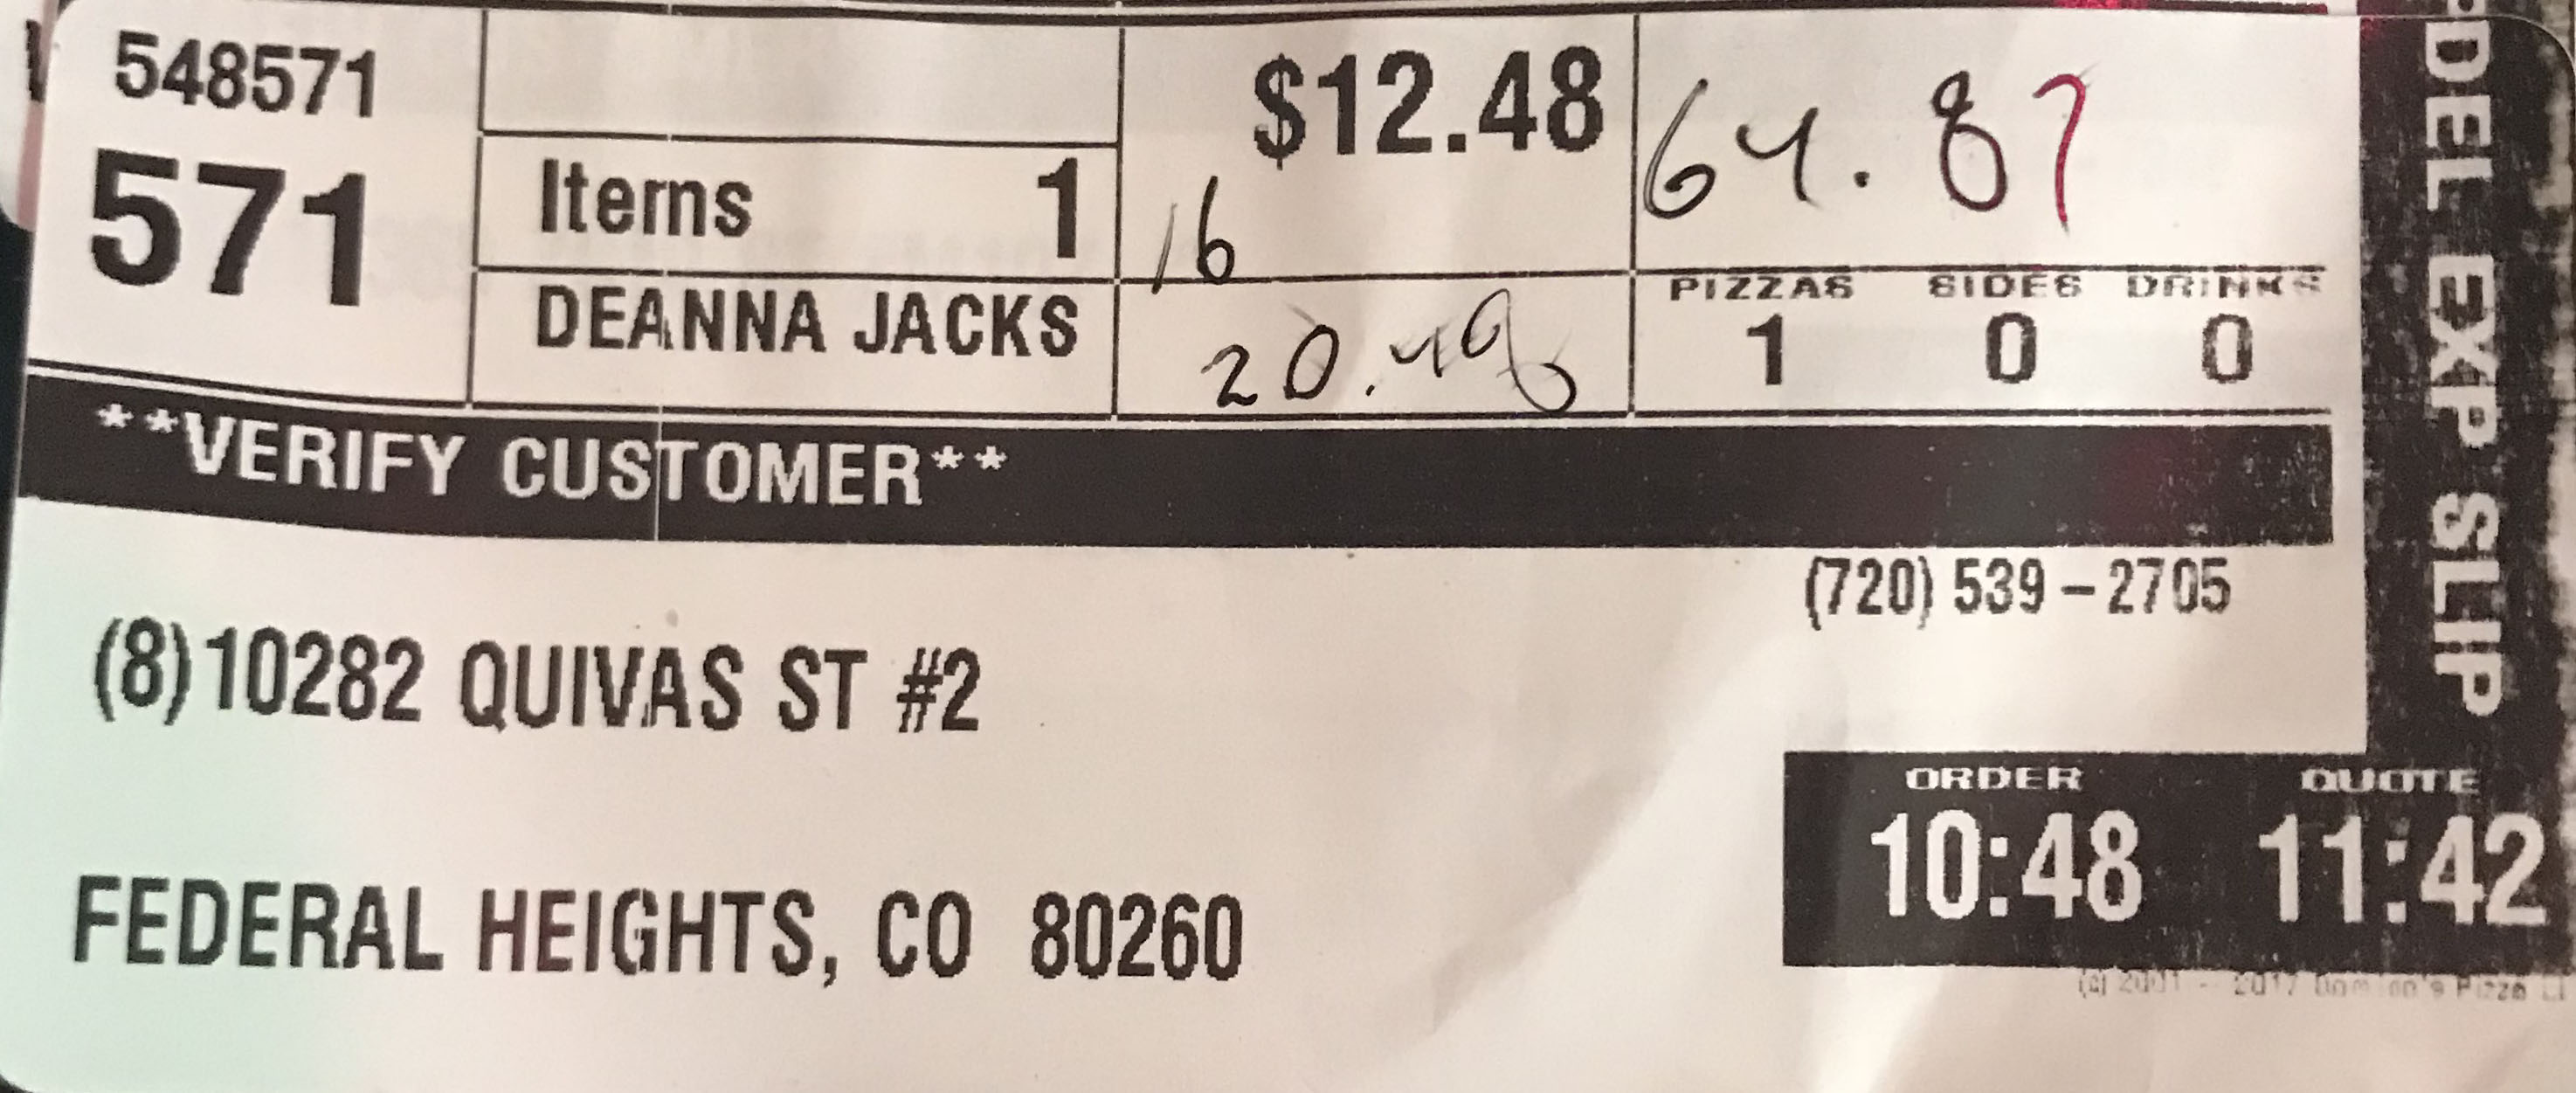 548571
571
Items 1
DEANNA JACKS
$12.48
16
20.48
64.87
PIZZAS SIDES DRINKS
1 0 0
**VERIFY CUSTOMER**
(720) 539-2705
(8)10282 QUIVAS ST #2
FEDERAL HEIGHTS, CO 80260
ORDER QUOTE
10:48 11:42
(c) 2001 - 2017 Domino's Pizza
DEL EXP SLIP